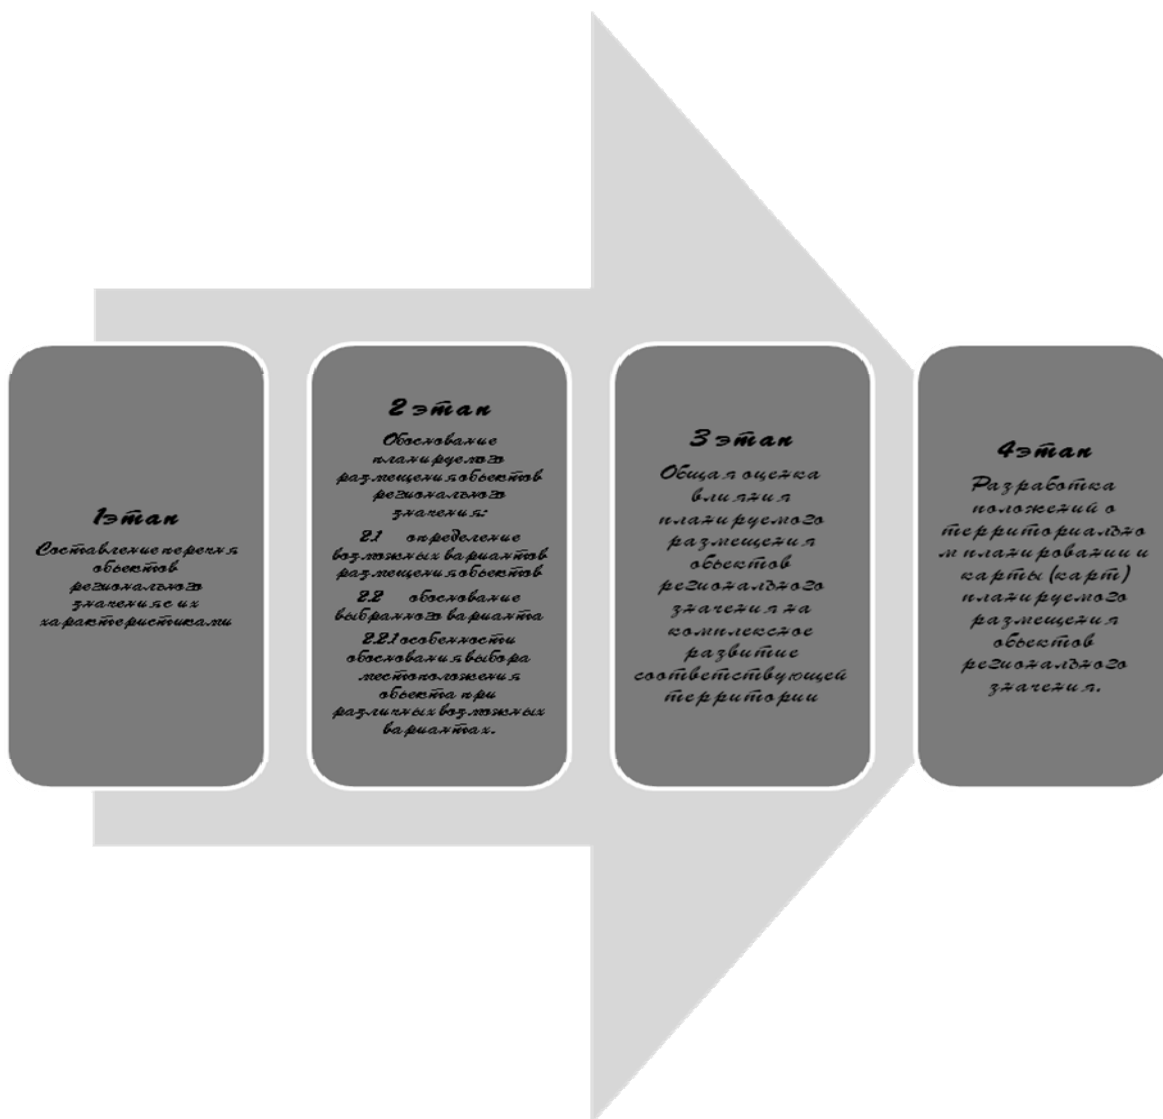 1этап
Составление перечня
объектов
регионального
значения с их
характеристиками
2 этап
Обоснование
планируемого
размещения объектов
регионального
значения:
2.1 определение
возможных вариантов
размещения объектов
2.2 обоснование
выбранного варианта
2.2.1 особенности
обоснования выбора
местоположения
объекта при
различных возможных
вариантах.
3 этап
Общая оценка
влияния
планируемого
размещения
объектов
регионального
значения на
комплексное
развитие
соответствующей
территории
4этап
Разработка
положений о
территориально
м планировании и
карты (карт)
планируемого
размещения
объектов
регионального
значения.